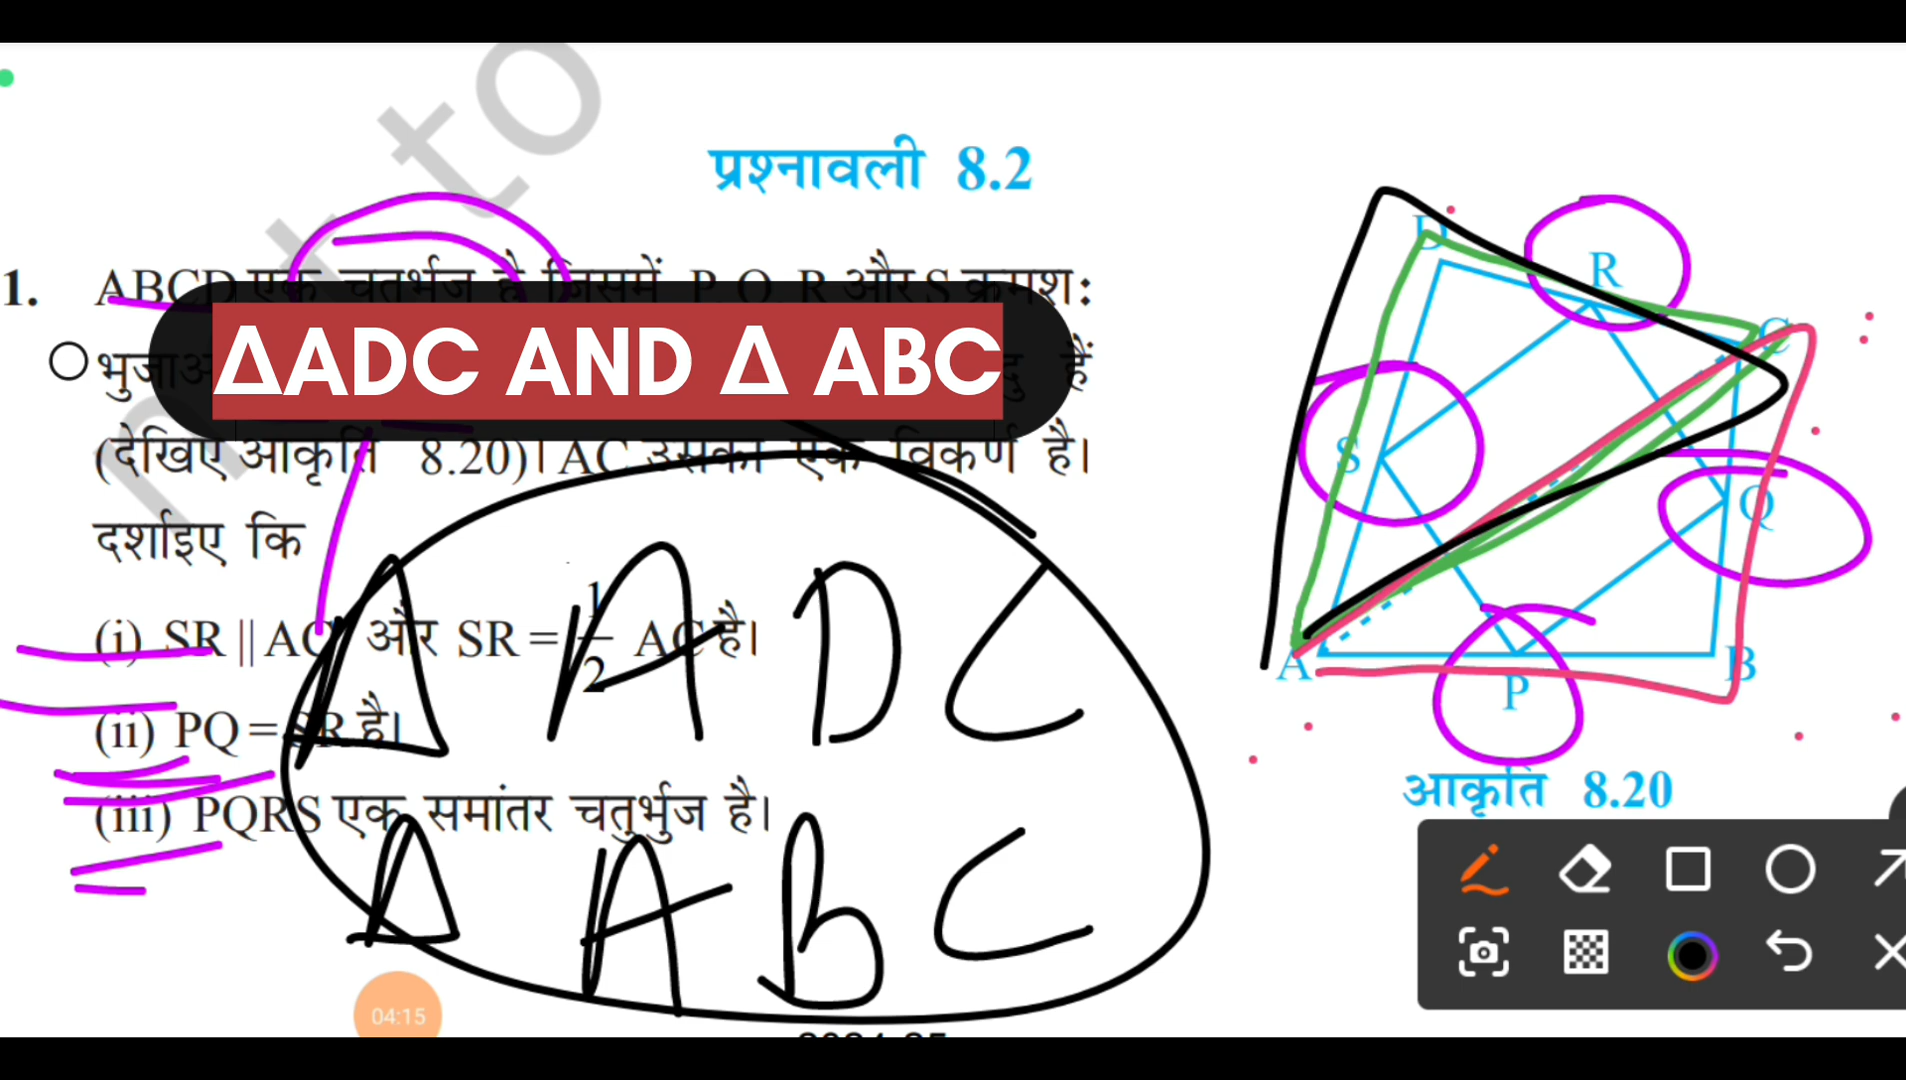 प्रश्नावली 8.2
1. ABCD एक चतुर्भुज है जिसमें P, Q, R और S क्रमश:
ΔADC AND Δ ABC
(देखिए आकृति 8.20)। AC उसका एक विकर्ण है।
दर्शाइए कि
(i) SR || AC और SR = 1/2 AC है।
(ii) PQ = SR है।
(iii) PQRS एक समांतर चतुर्भुज है।
Δ ADC
Δ ABC
D
R
C
S
Q
A
P
B
आकृति 8.20
04:15